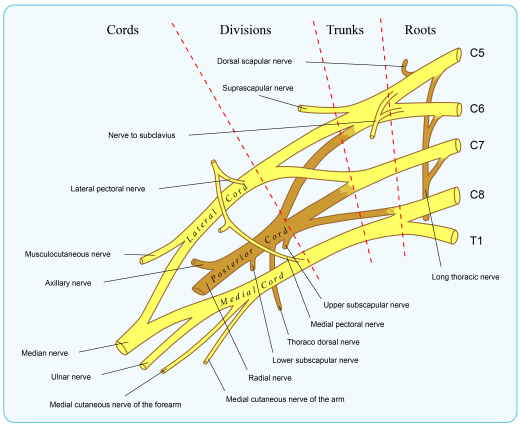 Cords
Divisions
Trunks
Roots
Dorsal scapular nerve
C5
Suprascapular nerve
C6
Nerve to subclavius
C7
Lateral pectoral nerve
C8
Lateral Cord
T1
Musculocutaneous nerve
Posterior Cord
Long thoracic nerve
Axillary nerve
Medial Cord
Upper subscapular nerve
Medial pectoral nerve
Thoraco dorsal nerve
Median nerve
Lower subscapular nerve
Ulnar nerve
Radial nerve
Medial cutaneous nerve of the forearm
Medial cutaneous nerve of the arm